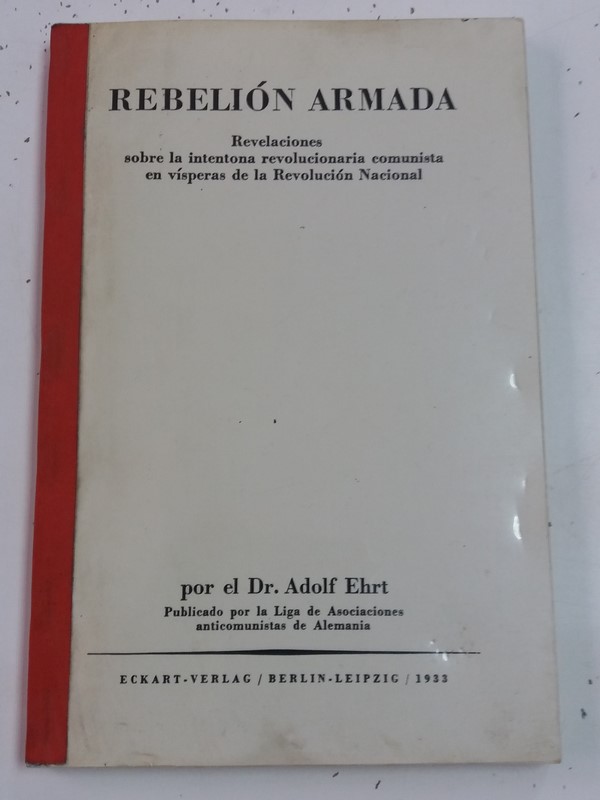 REBELIÓN ARMADA
Revelaciones
sobre la intentona revolucionaria comunista
en vísperas de la Revolución Nacional
por el Dr. Adolf Ehrt
Publicado por la Liga de Asociaciones
anticomunistas de Alemania
ECKART-VERLAG / BERLIN-LEIPZIG / 1933